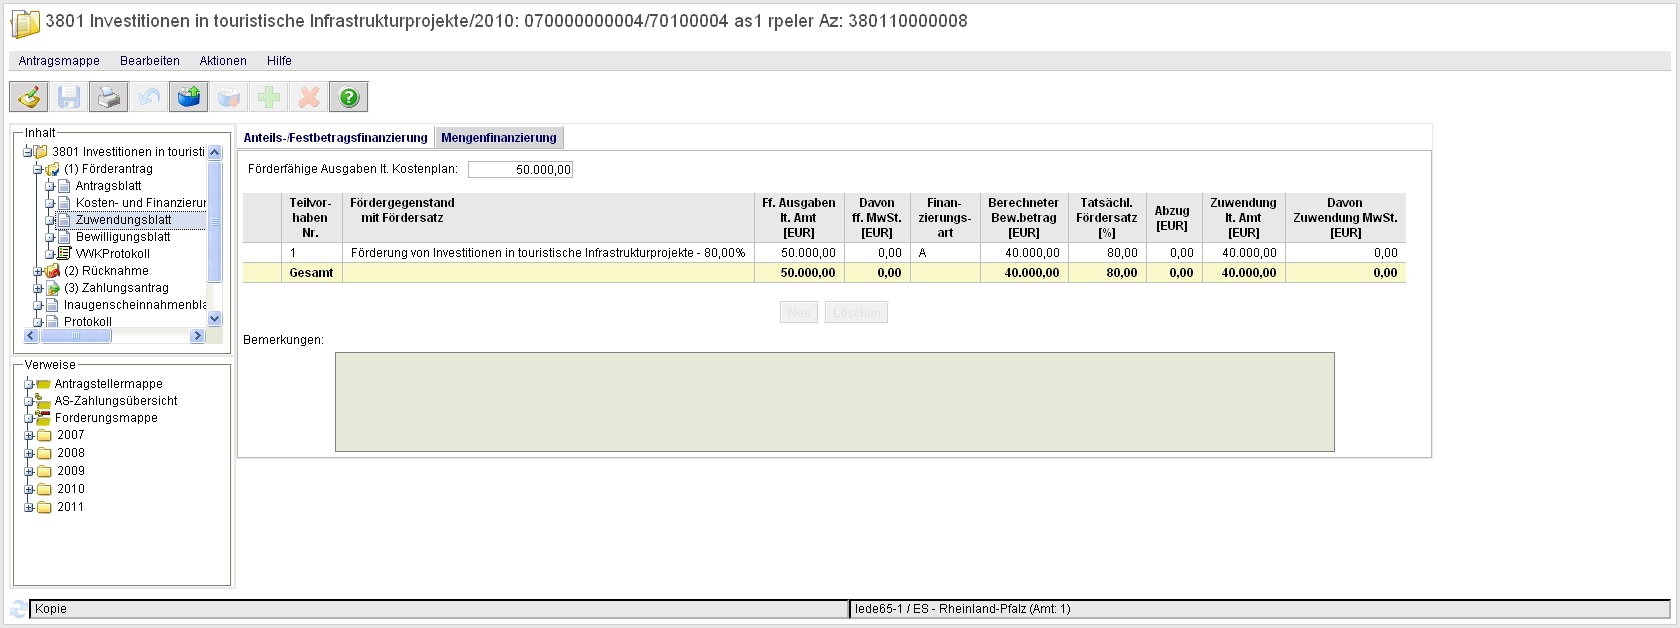 3801 Investitionen in touristische Infrastrukturprojekte/2010: 070000000004/70100004 as1 rpeler Az: 380110000008
Antragsmappe Bearbeiten Aktionen Hilfe
Inhalt
3801 Investitionen in touristi
(1) Förderantrag
Antragsblatt
Kosten- und Finanzierun
Zuwendungsblatt
Bewilligungsblatt
VWKProtokoll
(2) Rücknahme
(3) Zahlungsantrag
Inaugenscheinnahmenbla
Protokoll
Verweise
Antragstellermappe
AS-Zahlungsübersicht
Forderungsmappe
2007
2008
2009
2010
2011
Anteils-/Festbetragsfinanzierung Mengenfinanzierung
Förderfähige Ausgaben lt. Kostenplan: 50.000,00
Teilvor- Fördergegenstand Ff. Ausgaben Davon Finan- Berechneter Tatsächl. Abzug Zuwendung Davon
haben mit Fördersatz lt. Amt ff. MwSt. zierungs- Bew.betrag Fördersatz [EUR] lt. Amt Zuwendung MwSt.
Nr. [EUR] [EUR] art [EUR] [%] [EUR] [EUR]
1 Förderung von Investitionen in touristische Infrastrukturprojekte - 80,00% 50.000,00 0,00 A 40.000,00 80,00 0,00 40.000,00 0,00
Gesamt 50.000,00 0,00 40.000,00 80,00 0,00 40.000,00 0,00
Neu Löschen
Bemerkungen:
Kopie lede65-1 / ES - Rheinland-Pfalz (Amt: 1)